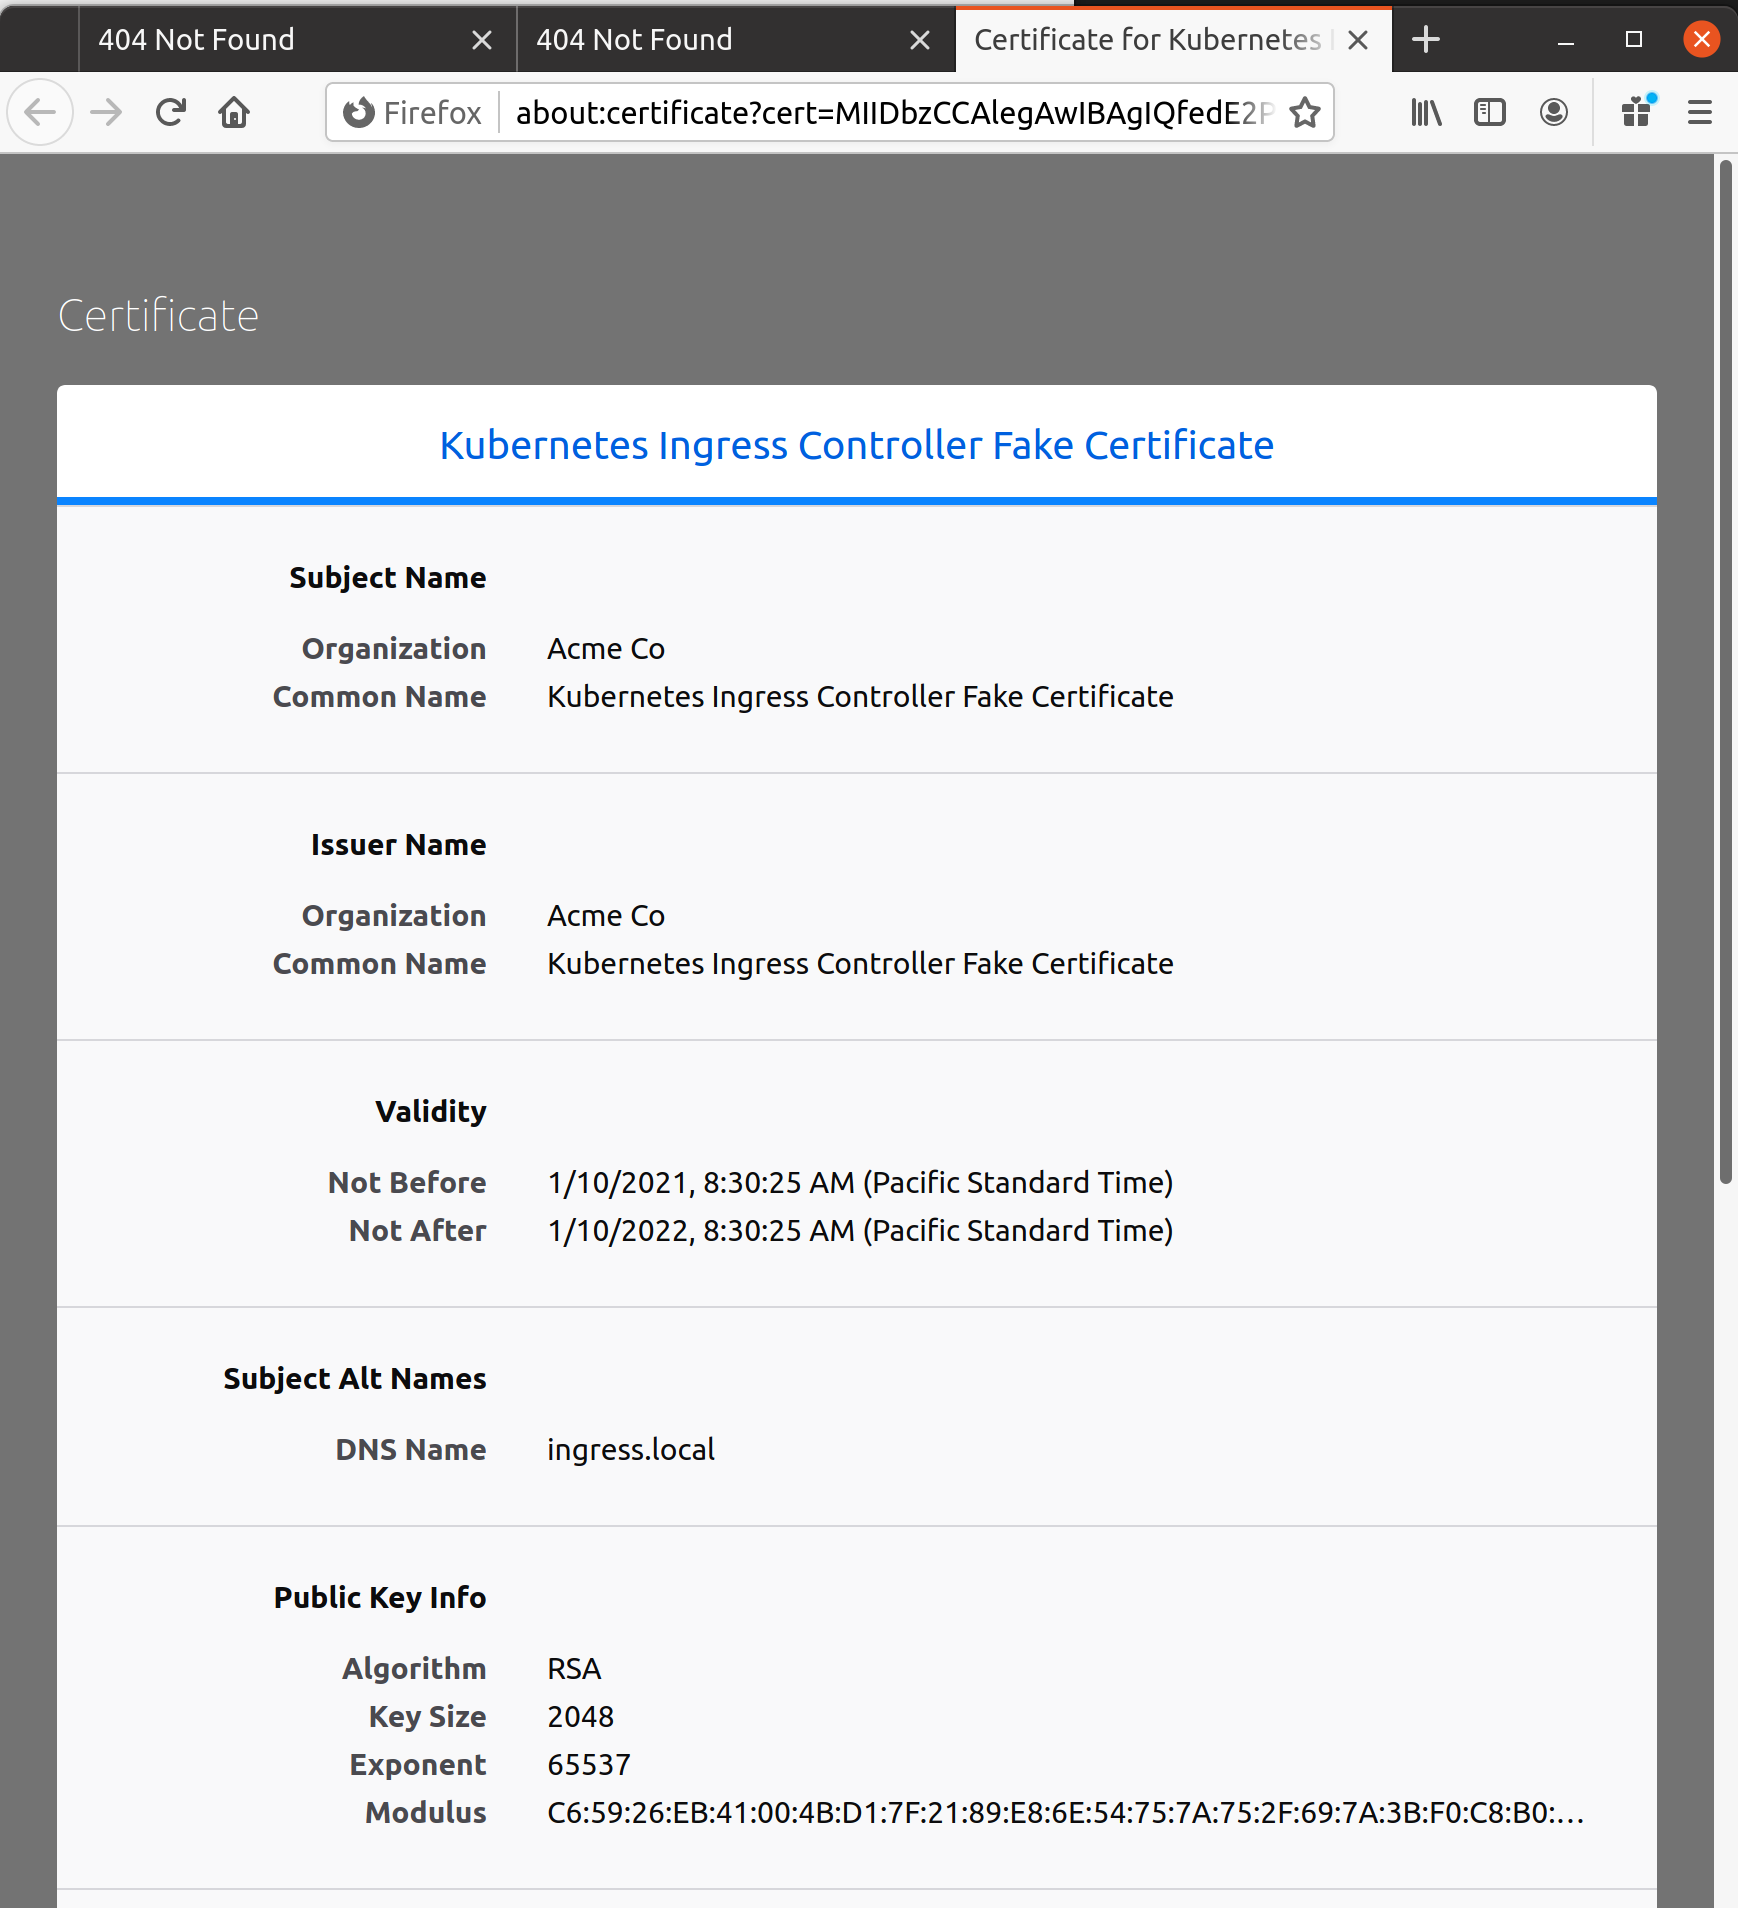 404 Not Found
404 Not Found
Certificate for Kubernetes
Firefox about:certificate?cert=MIIDbzCCAlegAwIBAgIQfedE2P
Certificate
Kubernetes Ingress Controller Fake Certificate
Subject Name
Organization Acme Co
Common Name Kubernetes Ingress Controller Fake Certificate
Issuer Name
Organization Acme Co
Common Name Kubernetes Ingress Controller Fake Certificate
Validity
Not Before 1/10/2021, 8:30:25 AM (Pacific Standard Time)
Not After 1/10/2022, 8:30:25 AM (Pacific Standard Time)
Subject Alt Names
DNS Name ingress.local
Public Key Info
Algorithm RSA
Key Size 2048
Exponent 65537
Modulus C6:59:26:EB:41:00:4B:D1:7F:21:89:E8:6E:54:75:7A:75:2F:69:7A:3B:F0:C8:B0:…